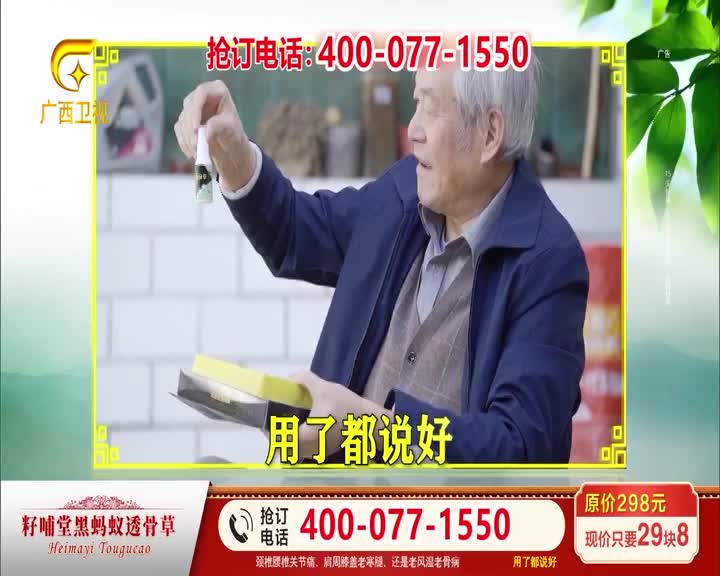 抢订电话：400-077-1550
广西卫视
广告
用了都说好
籽哺堂黑蚂蚁透骨草
Heimayi Tougucao
抢订电话
400-077-1550
原价298元
现价只要29块8
颈椎腰椎关节痛、肩周膝盖老寒腿、还是老风湿老骨病
用了都说好